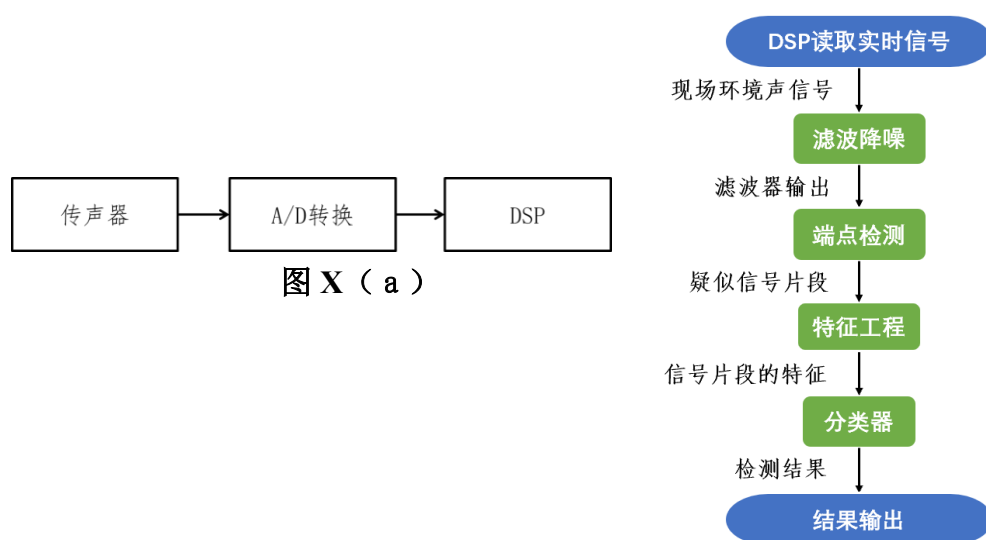 传声器
A/D转换
DSP
图 X（a）
DSP读取实时信号
现场环境声信号
滤波降噪
滤波器输出
端点检测
疑似信号片段
特征工程
信号片段的特征
分类器
检测结果
结果输出